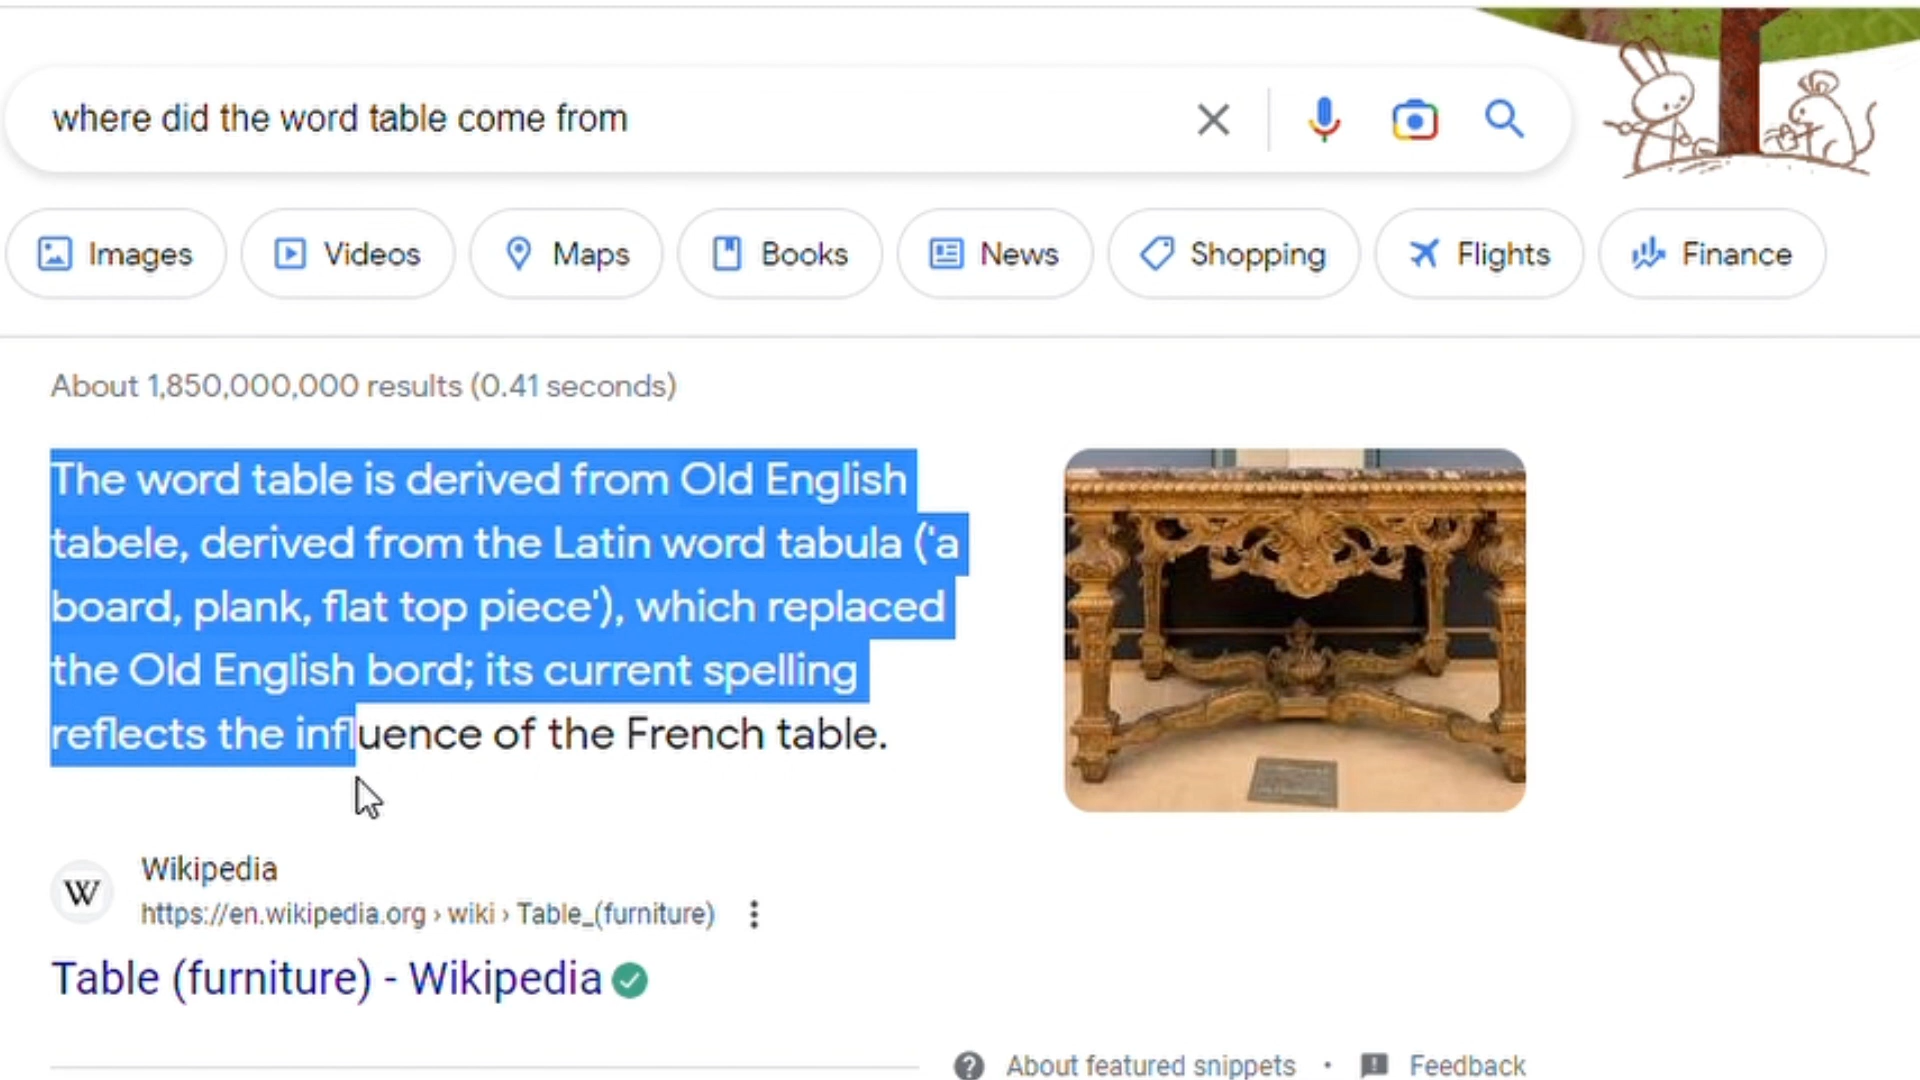 where did the word table come from
Images
Videos
Maps
Books
News
Shopping
Flights
Finance
About 1,850,000,000 results (0.41 seconds)
The word table is derived from Old English
tabele, derived from the Latin word tabula ('a
board, plank, flat top piece'), which replaced
the Old English bord; its current spelling
reflects the influence of the French table.
W
Wikipedia
https://en.wikipedia.org › wiki › Table_(furniture)
Table (furniture) - Wikipedia
About featured snippets • Feedback